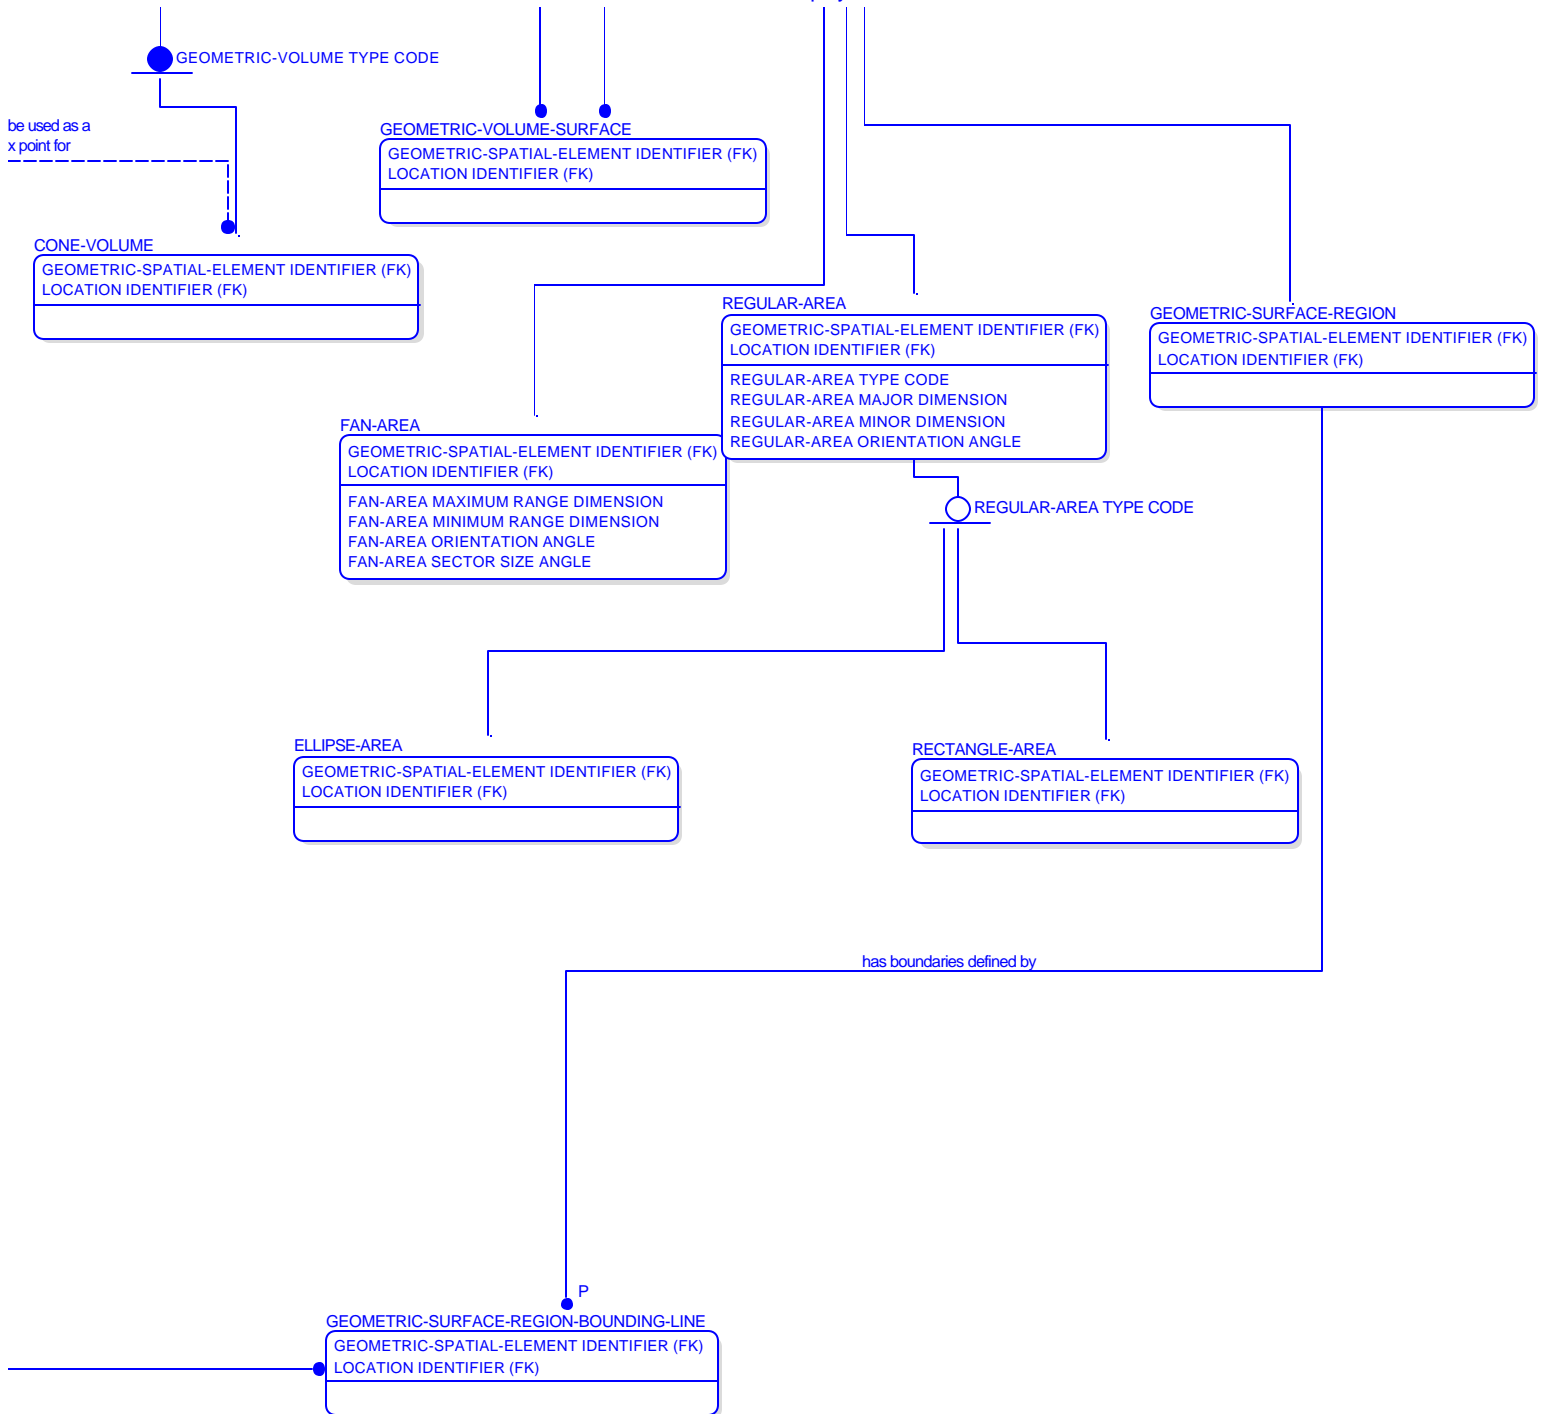 GEOMETRIC-VOLUME TYPE CODE
be used as a
x point for
GEOMETRIC-VOLUME-SURFACE
GEOMETRIC-SPATIAL-ELEMENT IDENTIFIER (FK)
LOCATION IDENTIFIER (FK)
CONE-VOLUME
GEOMETRIC-SPATIAL-ELEMENT IDENTIFIER (FK)
LOCATION IDENTIFIER (FK)
REGULAR-AREA
GEOMETRIC-SPATIAL-ELEMENT IDENTIFIER (FK)
LOCATION IDENTIFIER (FK)
REGULAR-AREA TYPE CODE
REGULAR-AREA MAJOR DIMENSION
REGULAR-AREA MINOR DIMENSION
REGULAR-AREA ORIENTATION ANGLE
GEOMETRIC-SURFACE-REGION
GEOMETRIC-SPATIAL-ELEMENT IDENTIFIER (FK)
LOCATION IDENTIFIER (FK)
FAN-AREA
GEOMETRIC-SPATIAL-ELEMENT IDENTIFIER (FK)
LOCATION IDENTIFIER (FK)
FAN-AREA MAXIMUM RANGE DIMENSION
FAN-AREA MINIMUM RANGE DIMENSION
FAN-AREA ORIENTATION ANGLE
FAN-AREA SECTOR SIZE ANGLE
REGULAR-AREA TYPE CODE
ELLIPSE-AREA
GEOMETRIC-SPATIAL-ELEMENT IDENTIFIER (FK)
LOCATION IDENTIFIER (FK)
RECTANGLE-AREA
GEOMETRIC-SPATIAL-ELEMENT IDENTIFIER (FK)
LOCATION IDENTIFIER (FK)
has boundaries defined by
P
GEOMETRIC-SURFACE-REGION-BOUNDING-LINE
GEOMETRIC-SPATIAL-ELEMENT IDENTIFIER (FK)
LOCATION IDENTIFIER (FK)